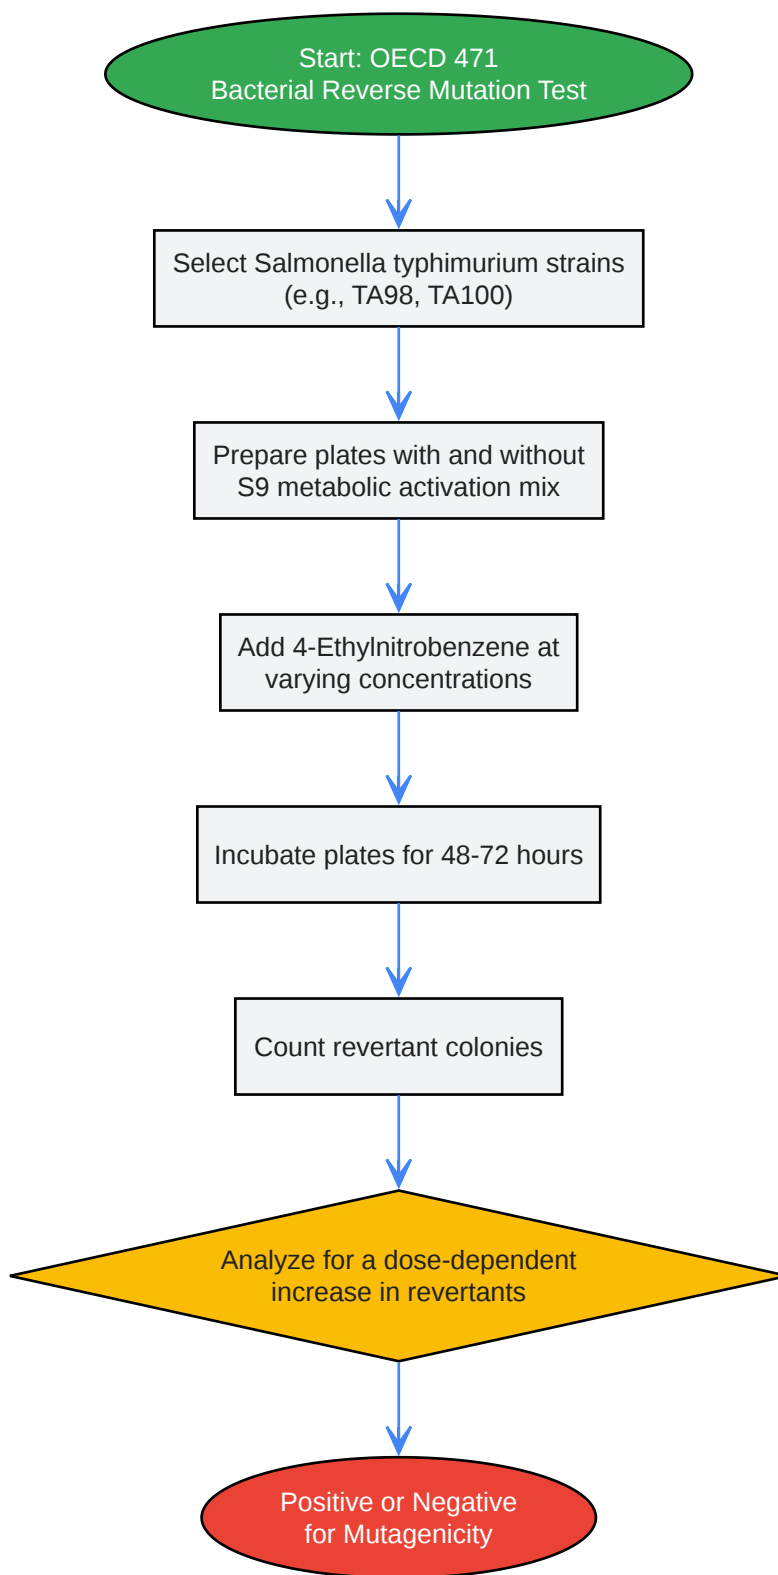 Start: OECD 471
Bacterial Reverse Mutation Test
Select Salmonella typhimurium strains
(e.g., TA98, TA100)
Prepare plates with and without
S9 metabolic activation mix
Add 4-Ethylnitrobenzene at
varying concentrations
Incubate plates for 48-72 hours
Count revertant colonies
Analyze for a dose-dependent
increase in revertants
Positive or Negative
for Mutagenicity